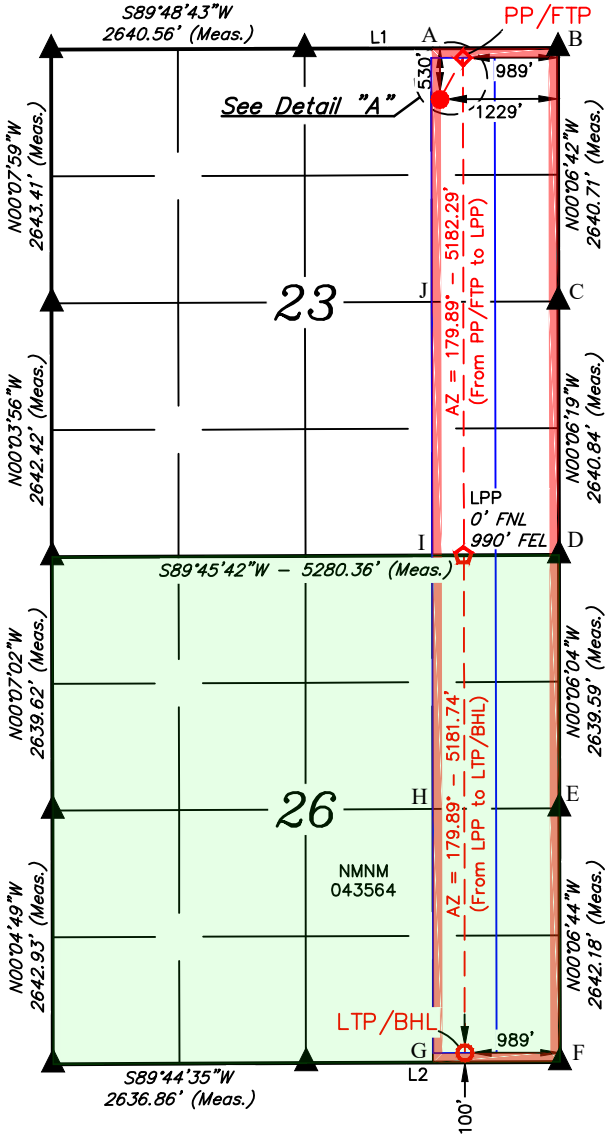 S89°48'43"W
2640.56' (Meas.)
L1
A
PP/FTP
B
989'
530'
See Detail "A"
1229'
N00°07'59"W
2643.41' (Meas.)
N00°06'42"W
2640.71' (Meas.)
AZ = 179.89° - 5182.29'
(From PP/FTP to LPP)
23
J
C
N00°03'56"W
2642.42' (Meas.)
N00°06'19"W
2640.84' (Meas.)
LPP
0' FNL
990' FEL
I
D
S89°45'42"W - 5280.36' (Meas.)
N00°07'02"W
2639.62' (Meas.)
N00°06'04"W
2639.59' (Meas.)
AZ = 179.89° - 5181.74'
(From LPP to LTP/BHL)
26
H
E
NMNM
043564
N00°04'49"W
2642.93' (Meas.)
N00°06'44"W
2642.18' (Meas.)
LTP/BHL
G
989'
F
L2
S89°44'35"W
2636.86' (Meas.)
100'